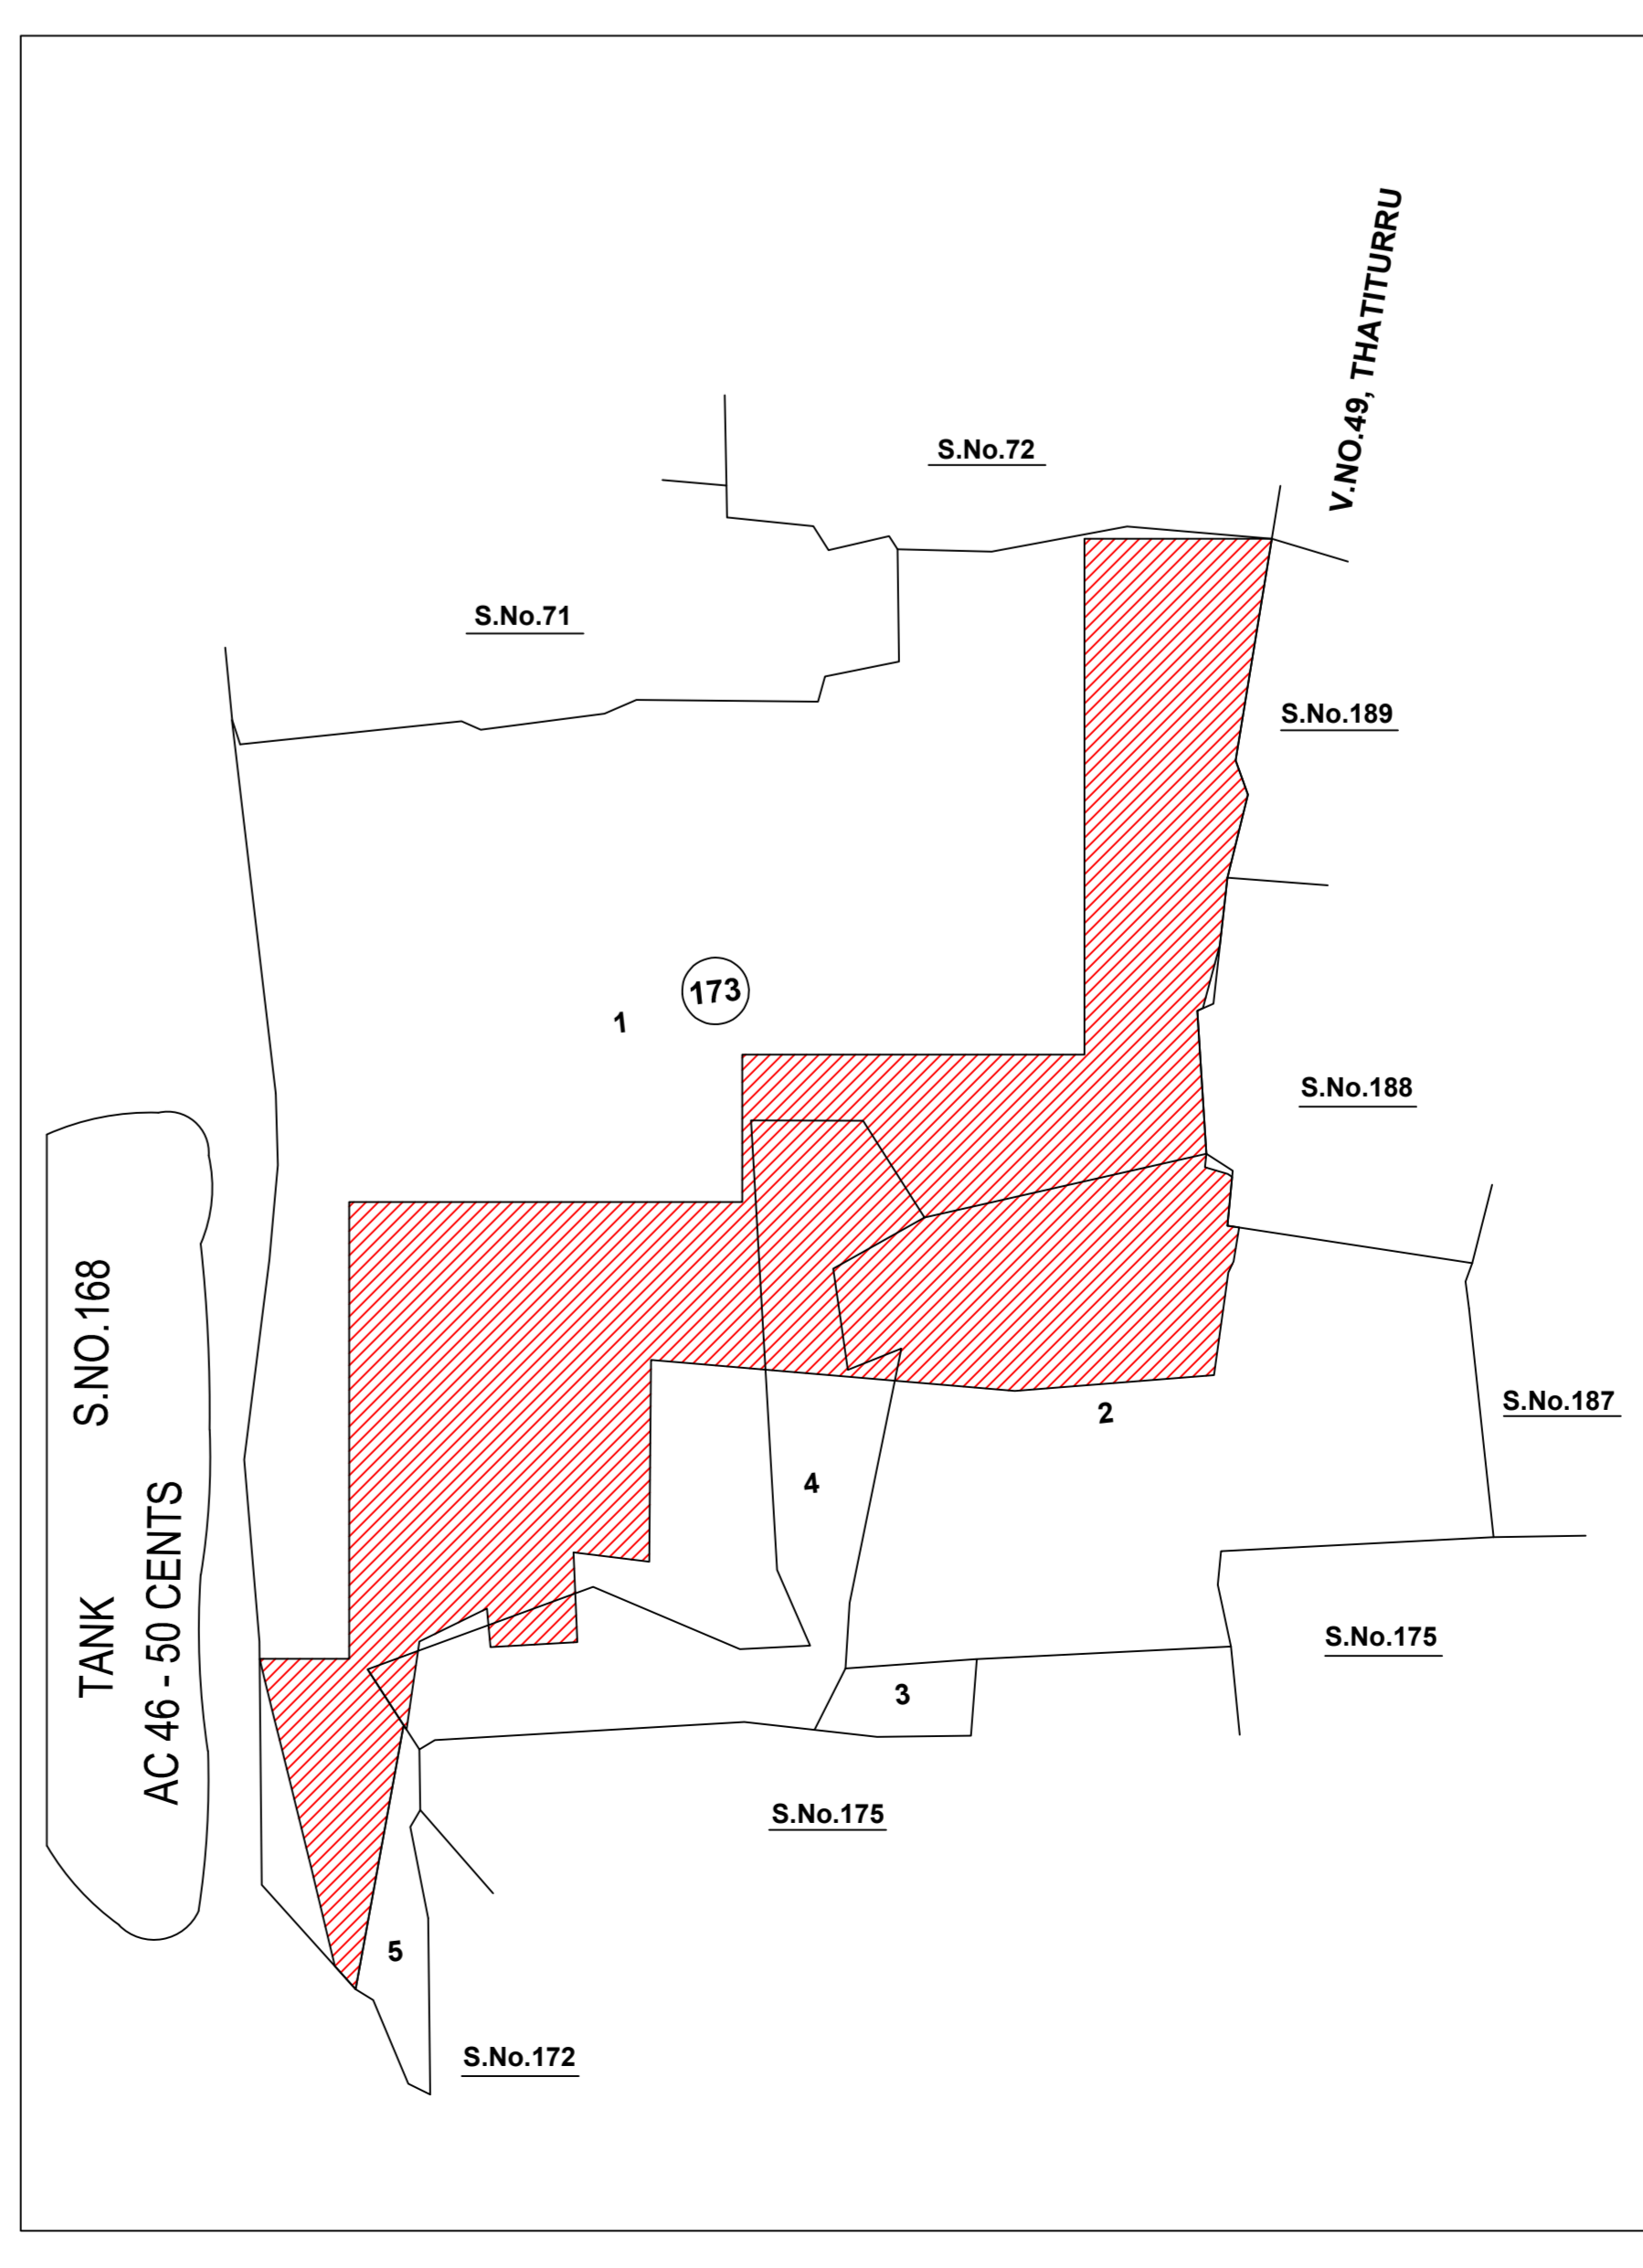 V.NO.49, THATITURRU
S.No.72
S.No.71
S.No.189
173
1
S.No.188
TANK S.NO.168
AC 46 - 50 CENTS
S.No.187
2
4
S.No.175
3
S.No.175
5
S.No.172